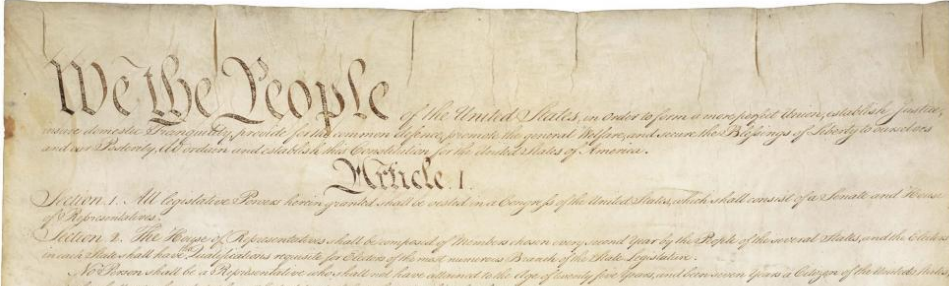 We the People of the United States, in Order to form a more perfect Union, establish Justice,
insure domestic Tranquility, provide for the common defence, promote the general Welfare, and secure the Blessings of Liberty to ourselves
and our Posterity, do ordain and establish this Constitution for the United States of America.
Article. I.
Section. 1. All legislative Powers herein granted shall be vested in a Congress of the United States, which shall consist of a Senate and House
of Representatives.
Section. 2. The House of Representatives shall be composed of Members chosen every second Year by the People of the several States, and the Electors
in each State shall have the Qualifications requisite for Electors of the most numerous Branch of the State Legislature.
No Person shall be a Representative who shall not have attained to the Age of twenty five Years, and been seven Years a Citizen of the United States,